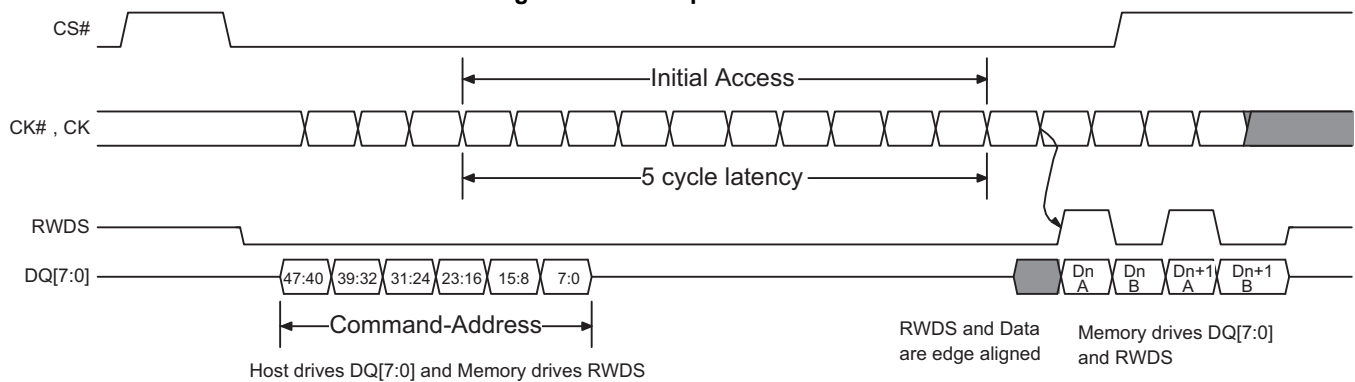 CS#
Initial Access
CK# , CK
5 cycle latency
RWDS
DQ[7:0]
47:40 39:32 31:24 23:16 15:8 7:0
Dn A
Dn B
Dn+1 A
Dn+1 B
Command-Address
Host drives DQ[7:0] and Memory drives RWDS
RWDS and Data
are edge aligned
Memory drives DQ[7:0]
and RWDS